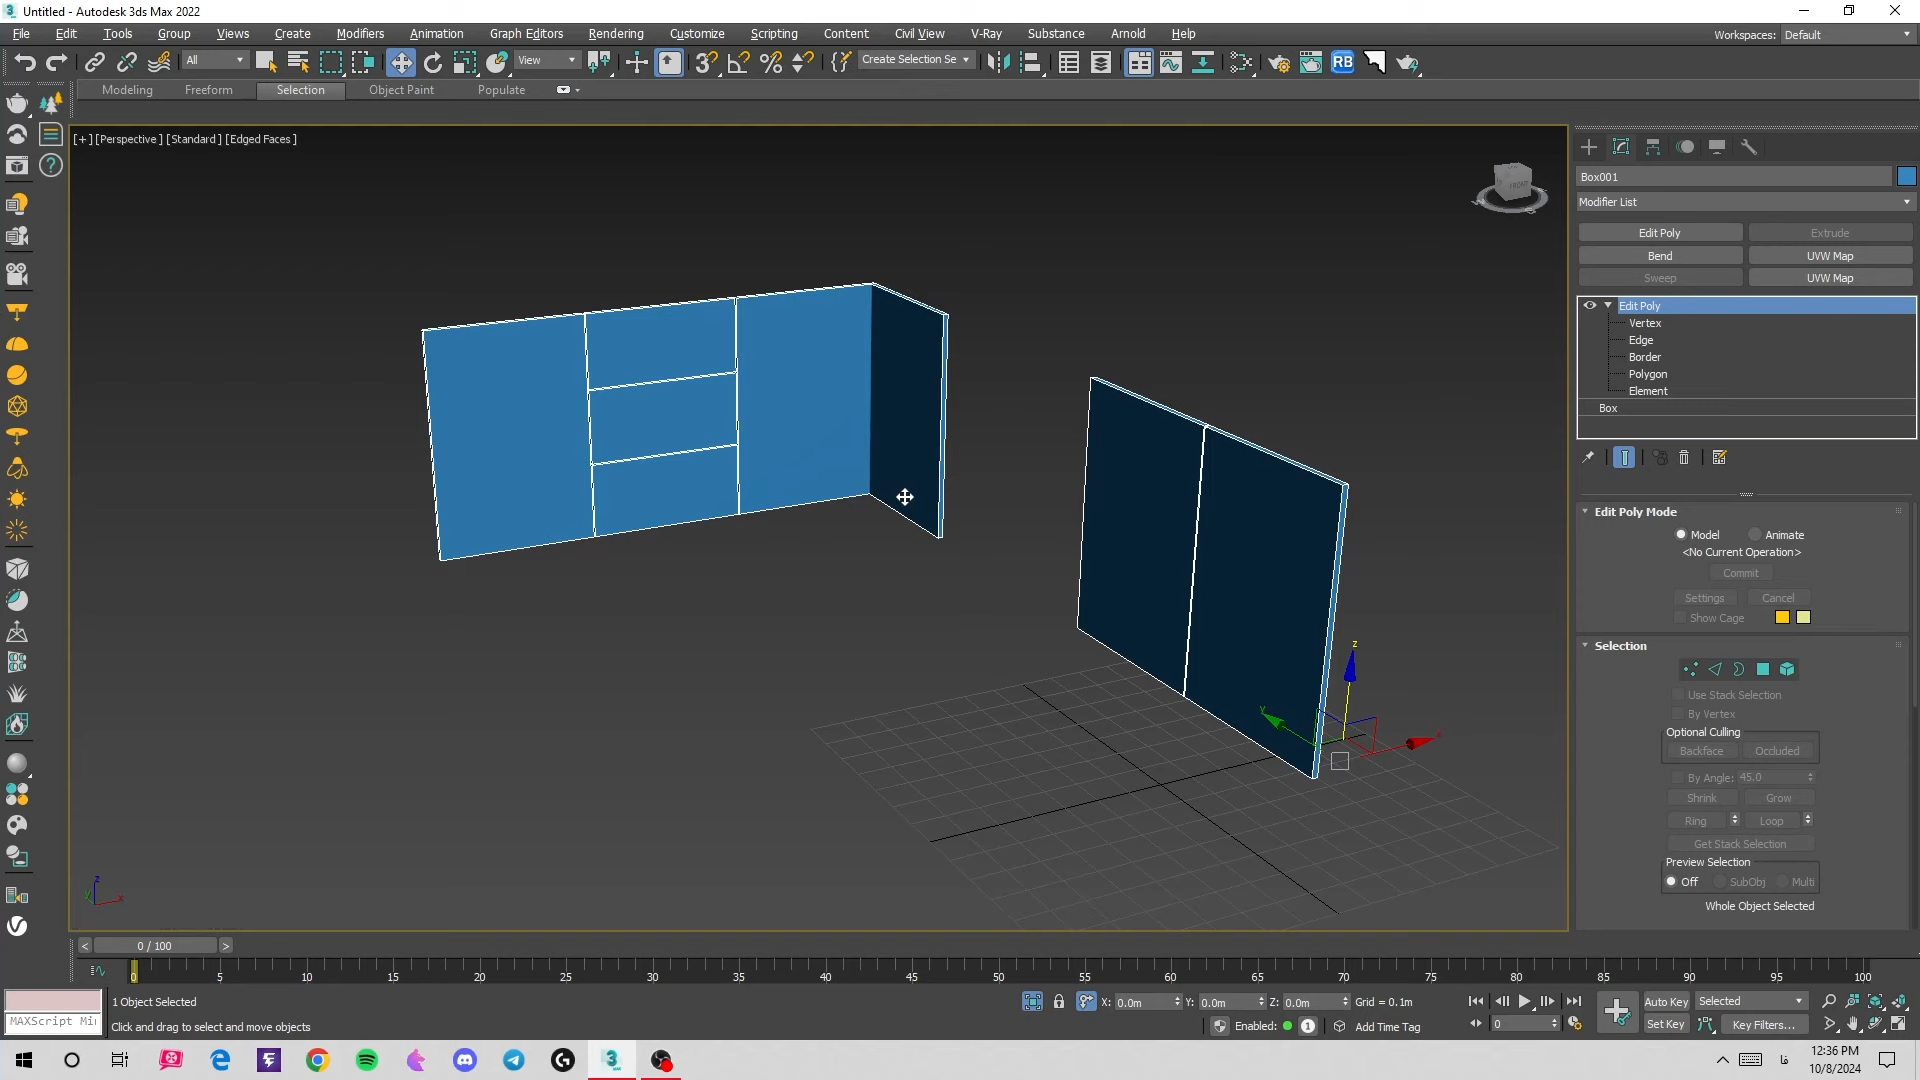 Untitled - Autodesk 3ds Max 2022
File Edit Tools Group Views Create Modifiers Animation Graph Editors Rendering Customize Scripting Content Civil View V-Ray Substance Arnold Help
Workspaces: Default
All View Create Selection Se RB
Modeling Freeform Selection Object Paint Populate
[+] [Perspective ] [Standard ] [Edged Faces ]
FRONT
Box001
Modifier List
Edit Poly Extrude
Bend UVW Map
Sweep UVW Map
Edit Poly
Vertex
Edge
Border
Polygon
Element
Box
Edit Poly Mode
Model Animate
<No Current Operation>
Commit
Settings Cancel
Show Cage
Selection
Use Stack Selection
By Vertex
Optional Culling
Backface Occluded
By Angle: 45.0
Shrink Grow
Ring Loop
Get Stack Selection
Preview Selection
Off SubObj Multi
Whole Object Selected
z
y
x
z
x
< 0 / 100 >
0 5 10 15 20 25 30 35 40 45 50 55 60 65 70 75 80 85 90 95 100
1 Object Selected
X: 0.0m Y: 0.0m Z: 0.0m Grid = 0.1m
Auto Key Selected
MAXScript Mi
Click and drag to select and move objects
Enabled: 1 Add Time Tag
0
Set Key Key Filters...
12:36 PM
فا
10/8/2024